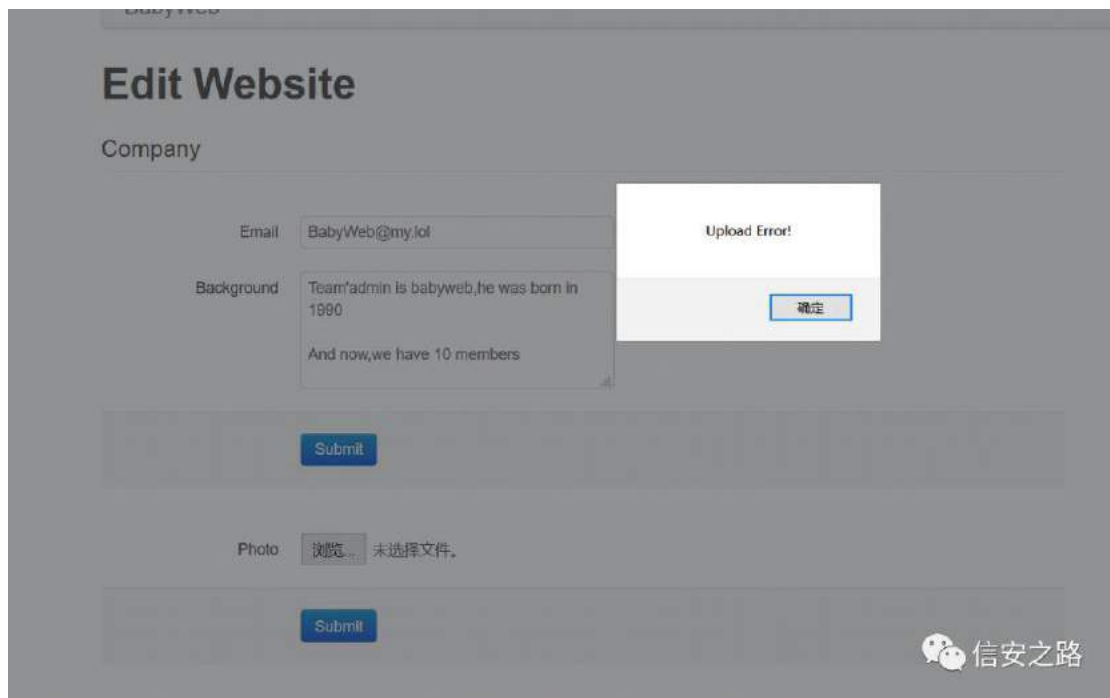 BabyWeb
Edit Website
Company
Email
BabyWeb@my.lol
Upload Error!
确定
Background
Team'admin is babyweb,he was born in
1990
And now,we have 10 members
Submit
Photo
浏览... 未选择文件。
Submit
信安之路